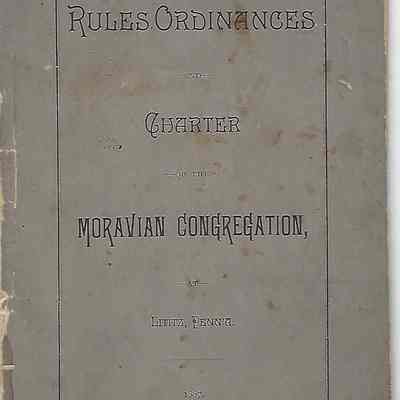 RULES, ORDINANCES
AND
CHARTER
OF THE
MORAVIAN CONGREGATION,
AT
LITITZ, PENN'A.